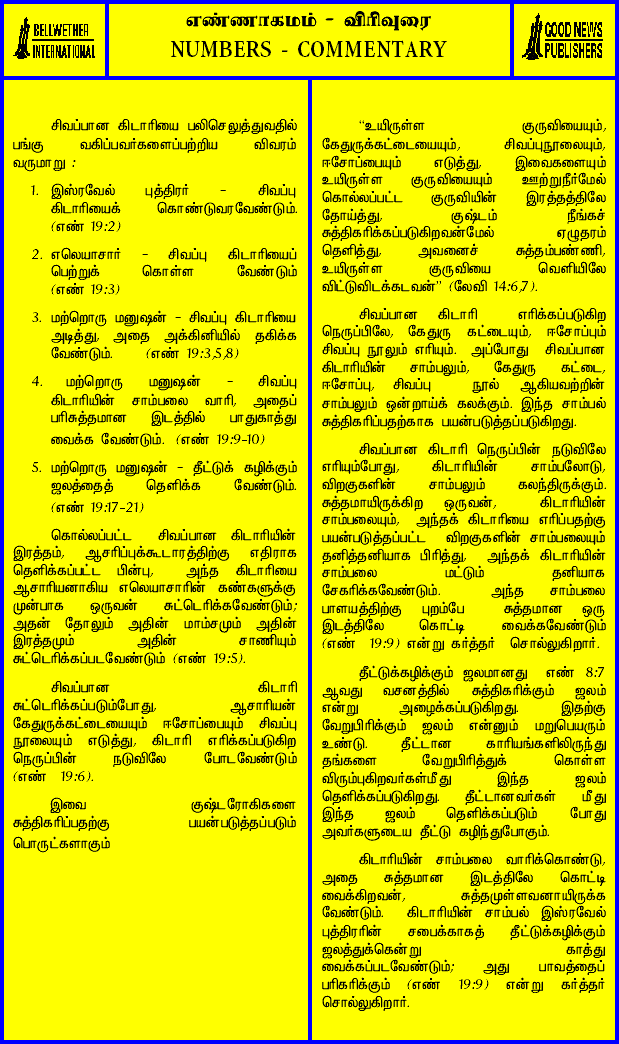 BELLWETHER
INTERNATIONAL
எண்ணாகமம் - விரிவுரை
NUMBERS - COMMENTARY
GOOD NEWS
PUBLISHERS
சிவப்பான கிடாரியை பலிசெலுத்துவதில்
பங்கு வகிப்பவர்களைப்பற்றிய விவரம்
வருமாறு :
1. இஸ்ரவேல் புத்திரர் - சிவப்பு
கிடாரியைக் கொண்டுவரவேண்டும்.
(எண் 19:2)
2. எலெயாசார் - சிவப்பு கிடாரியைப்
பெற்றுக் கொள்ள வேண்டும்
(எண் 19:3)
3. மற்றொரு மனுஷன் - சிவப்பு கிடாரியை
அடித்து, அதை அக்கினியில் தகிக்க
வேண்டும். (எண் 19:3,5,8)
4. மற்றொரு மனுஷன் - சிவப்பு
கிடாரியின் சாம்பலை வாரி, அதைப்
பரிசுத்தமான இடத்தில் பாதுகாத்து
வைக்க வேண்டும். (எண் 19:9-10)
5. மற்றொரு மனுஷன் - தீட்டுக் கழிக்கும்
ஜலத்தைத் தெளிக்க வேண்டும்.
(எண் 19:17-21)
கொல்லப்பட்ட சிவப்பான கிடாரியின்
இரத்தம், ஆசரிப்புக்கூடாரத்திற்கு எதிராக
தெளிக்கப்பட்ட பின்பு, அந்த கிடாரியை
ஆசாரியனாகிய எலெயாசாரின் கண்களுக்கு
முன்பாக ஒருவன் சுட்டெரிக்கவேண்டும்;
அதன் தோலும் அதின் மாம்சமும் அதின்
இரத்தமும் அதின் சாணியும்
சுட்டெரிக்கப்படவேண்டும் (எண் 19:5).
சிவப்பான கிடாரி
சுட்டெரிக்கப்படும்போது, ஆசாரியன்
கேதுருக்கட்டையையும் ஈசோப்பையும் சிவப்பு
நூலையும் எடுத்து, கிடாரி எரிக்கப்படுகிற
நெருப்பின் நடுவிலே போடவேண்டும்
(எண் 19:6).
இவை குஷ்டரோகிகளை
சுத்திகரிப்பதற்கு பயன்படுத்தப்படும்
பொருட்களாகும்
“உயிருள்ள குருவியையும்,
கேதுருக்கட்டையையும், சிவப்புநூலையும்,
ஈசோப்பையும் எடுத்து, இவைகளையும்
உயிருள்ள குருவியையும் ஊற்றுநீர்மேல்
கொல்லப்பட்ட குருவியின் இரத்தத்திலே
தோய்த்து, குஷ்டம் நீங்கச்
சுத்திகரிக்கப்படுகிறவன்மேல் ஏழுதரம்
தெளித்து, அவனைச் சுத்தம்பண்ணி,
உயிருள்ள குருவியை வெளியிலே
விட்டுவிடக்கடவன்” (லேவி 14:6,7).
சிவப்பான கிடாரி எரிக்கப்படுகிற
நெருப்பிலே, கேதுரு கட்டையும், ஈசோப்பும்
சிவப்பு நூலும் எரியும். அப்போது சிவப்பான
கிடாரியின் சாம்பலும், கேதுரு கட்டை,
ஈசோப்பு, சிவப்பு நூல் ஆகியவற்றின்
சாம்பலும் ஒன்றாய்க் கலக்கும். இந்த சாம்பல்
சுத்திகரிப்பதற்காக பயன்படுத்தப்படுகிறது.
சிவப்பான கிடாரி நெருப்பின் நடுவிலே
எரியும்போது, கிடாரியின் சாம்பலோடு,
விறகுகளின் சாம்பலும் கலந்திருக்கும்.
சுத்தமாயிருக்கிற ஒருவன், கிடாரியின்
சாம்பலையும், அந்தக் கிடாரியை எரிப்பதற்கு
பயன்படுத்தப்பட்ட விறகுகளின் சாம்பலையும்
தனித்தனியாக பிரித்து, அந்தக் கிடாரியின்
சாம்பலை மட்டும் தனியாக
சேகரிக்கவேண்டும். அந்த சாம்பலை
பாளயத்திற்கு புறம்பே சுத்தமான ஒரு
இடத்திலே கொட்டி வைக்கவேண்டும்
(எண் 19:9) என்று கர்த்தர் சொல்லுகிறார்.
தீட்டுக்கழிக்கும் ஜலமானது எண் 8:7
ஆவது வசனத்தில் சுத்திகரிக்கும் ஜலம்
என்று அழைக்கப்படுகிறது. இதற்கு
வேறுபிரிக்கும் ஜலம் என்னும் மறுபெயரும்
உண்டு. தீட்டான காரியங்களிலிருந்து
தங்களை வேறுபிரித்துக் கொள்ள
விரும்புகிறவர்கள்மீது இந்த ஜலம்
தெளிக்கப்படுகிறது. தீட்டானவர்கள் மீது
இந்த ஜலம் தெளிக்கப்படும் போது
அவர்களுடைய தீட்டு கழிந்துபோகும்.
கிடாரியின் சாம்பலை வாரிக்கொண்டு,
அதை சுத்தமான இடத்திலே கொட்டி
வைக்கிறவன், சுத்தமுள்ளவனாயிருக்க
வேண்டும். கிடாரியின் சாம்பல் இஸ்ரவேல்
புத்திரரின் சபைக்காகத் தீட்டுக்கழிக்கும்
ஜலத்துக்கென்று காத்து
வைக்கப்படவேண்டும்; அது பாவத்தைப்
பரிகரிக்கும் (எண் 19:9) என்று கர்த்தர்
சொல்லுகிறார்.